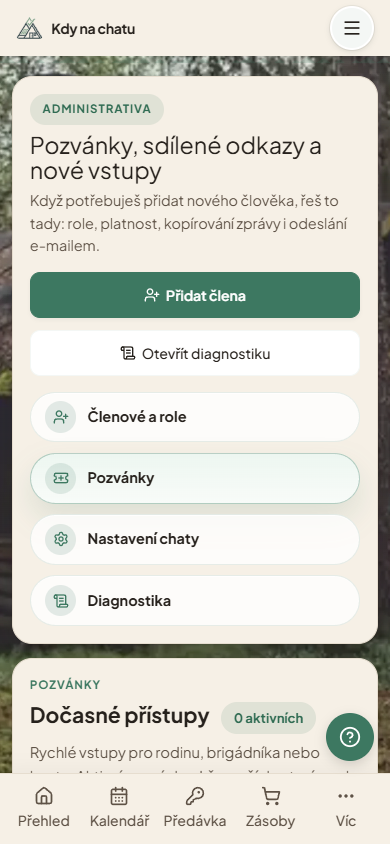 Kdy na chatu
ADMINISTRATIVA
Pozvánky, sdílené odkazy a
nové vstupy
Když potřebuješ přidat nového člověka, řeš to
tady: role, platnost, kopírování zprávy i odeslání
e-mailem.
Přidat člena
Otevřít diagnostiku
Členové a role
Pozvánky
Nastavení chaty
Diagnostika
POZVÁNKY
Dočasné přístupy 0 aktivních
Rychlé vstupy pro rodinu, brigádníka nebo
Přehled Kalendář Předávka Zásoby Víc